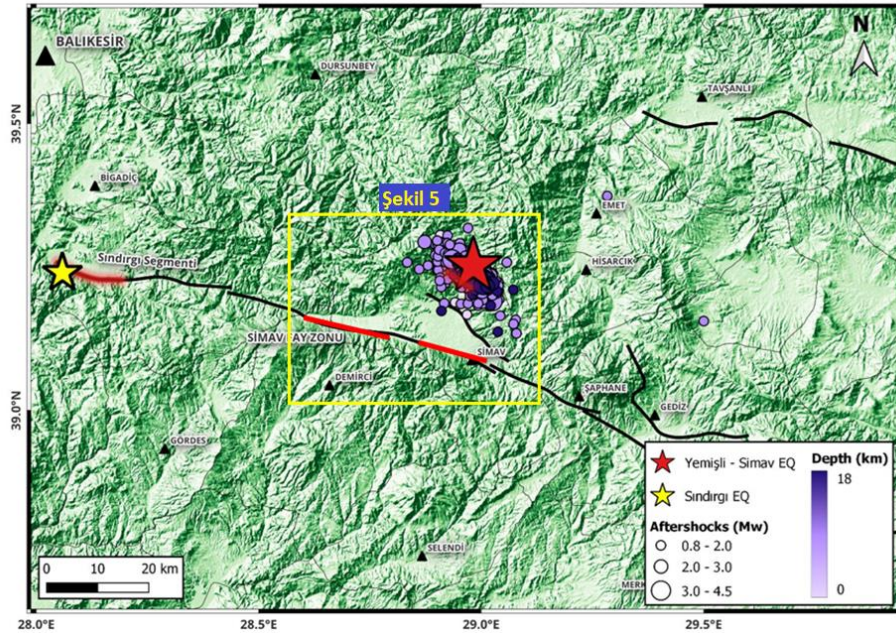 N
BALIKESİR
DURSUNBEY
TAVŞANLI
39.5°N
BİGADİÇ
Şekil 5
EMET
Sındırgı Segmenti
HİSARCIK
SİMAV FAY ZONU
SİMAV
DEMİRCİ
ŞAPHANE
39.0°N
GEDİZ
GÖRDES
Yemişli - Simav EQ
Sındırgı EQ
Aftershocks (Mw)
0.8 - 2.0
2.0 - 3.0
3.0 - 4.5
Depth (km)
18
0
SELENDİ
0 10 20 km
MERK
28.0°E 28.5°E 29.0°E 29.5°E